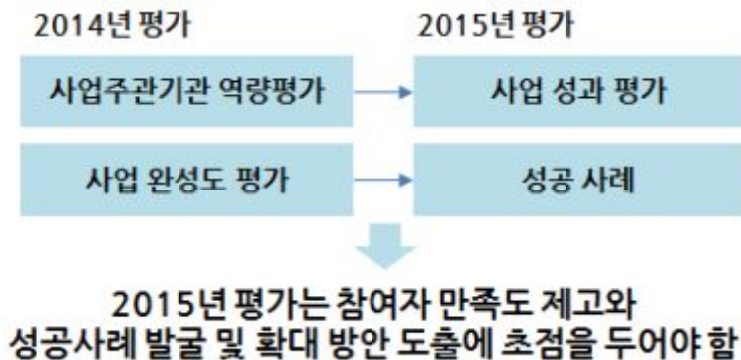 2014년 평가
2015년 평가
사업주관기관 역량평가
사업 성과 평가
사업 완성도 평가
성공 사례
2015년 평가는 참여자 만족도 제고와
성공사례 발굴 및 확대 방안 도출에 초점을 두어야 함